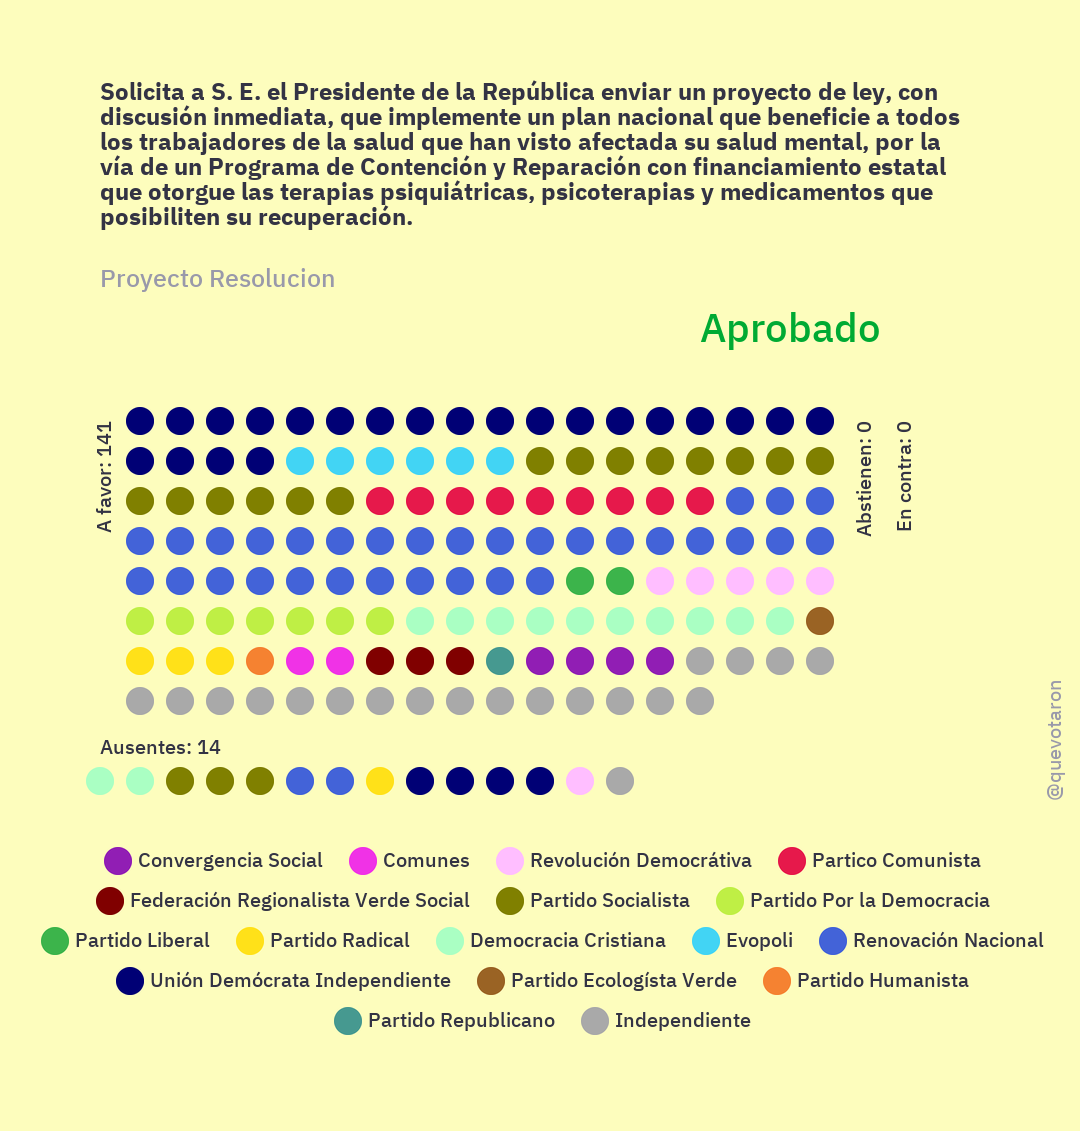 Solicita a S. E. el Presidente de la República enviar un proyecto de ley, con
discusión inmediata, que implemente un plan nacional que beneficie a todos
los trabajadores de la salud que han visto afectada su salud mental, por la
vía de un Programa de Contención y Reparación con financiamiento estatal
que otorgue las terapias psiquiátricas, psicoterapias y medicamentos que
posibiliten su recuperación.
Proyecto Resolucion
Aprobado
A favor: 141
Abstienen: 0
En contra: 0
Ausentes: 14
@quevotaron
Convergencia Social Comunes Revolución Democrátiva Partico Comunista
Federación Regionalista Verde Social Partido Socialista Partido Por la Democracia
Partido Liberal Partido Radical Democracia Cristiana Evopoli Renovación Nacional
Unión Demócrata Independiente Partido Ecologísta Verde Partido Humanista
Partido Republicano Independiente